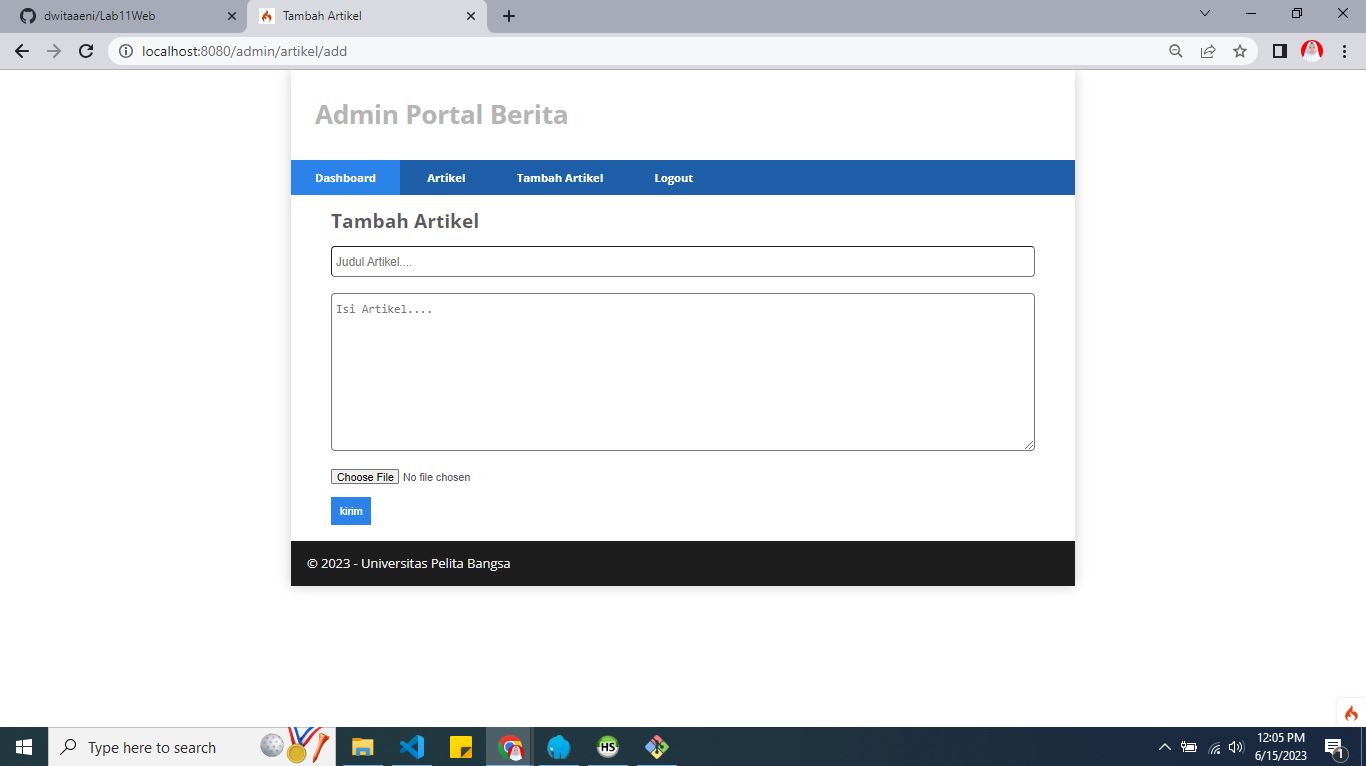 dwitaaeni/Lab11Web
Tambah Artikel
localhost:8080/admin/artikel/add
Admin Portal Berita
Dashboard Artikel Tambah Artikel Logout
Tambah Artikel
Judul Artikel....
Isi Artikel....
Choose File No file chosen
kirim
© 2023 - Universitas Pelita Bangsa
Type here to search
HS
12:05 PM
6/15/2023
1